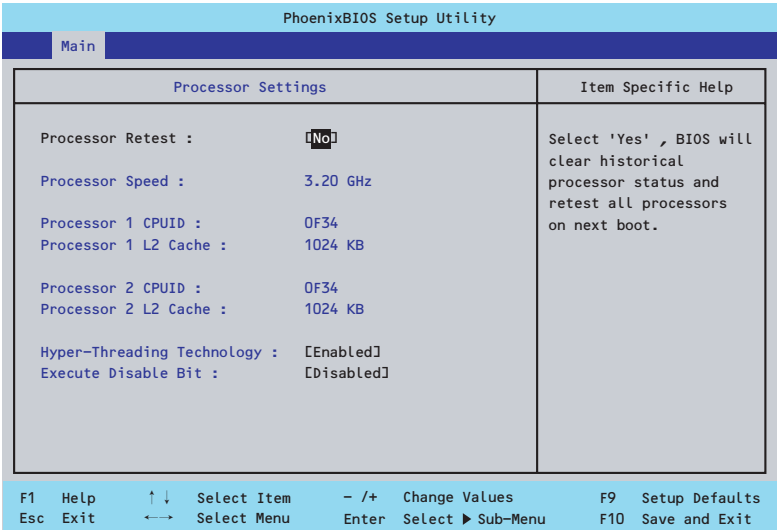 PhoenixBIOS Setup Utility
Main
Processor Settings
Item Specific Help
Processor Retest : [No]
Processor Speed : 3.20 GHz
Processor 1 CPUID : 0F34
Processor 1 L2 Cache : 1024 KB
Processor 2 CPUID : 0F34
Processor 2 L2 Cache : 1024 KB
Hyper-Threading Technology : [Enabled]
Execute Disable Bit : [Disabled]
Select 'Yes' , BIOS will
clear historical
processor status and
retest all processors
on next boot.
F1 Help ↑↓ Select Item - /+ Change Values F9 Setup Defaults
Esc Exit ←→ Select Menu Enter Select ▶ Sub-Menu F10 Save and Exit